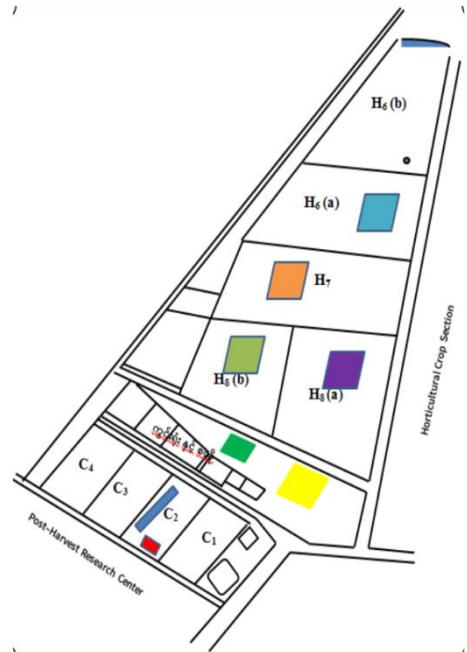 H₆ (b)
H₆ (a)
H₇
H₈ (b)
H₈ (a)
Horticultural Crop Section
C₄
C₃
C₂
C₁
Post-Harvest Research Center